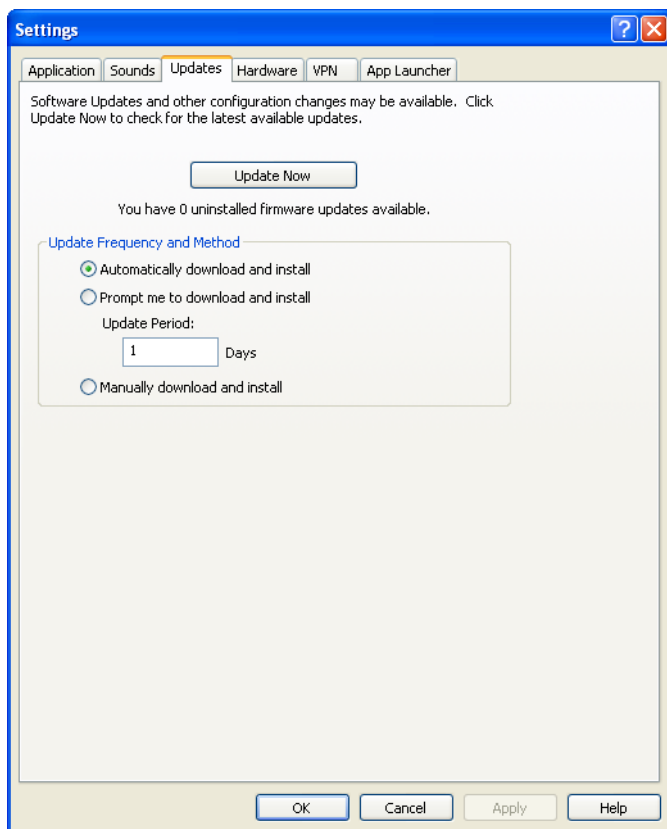 Settings
Application Sounds Updates Hardware VPN App Launcher
Software Updates and other configuration changes may be available. Click
Update Now to check for the latest available updates.
Update Now
You have 0 uninstalled firmware updates available.
Update Frequency and Method
Automatically download and install
Prompt me to download and install
Update Period:
1 Days
Manually download and install
OK Cancel Apply Help